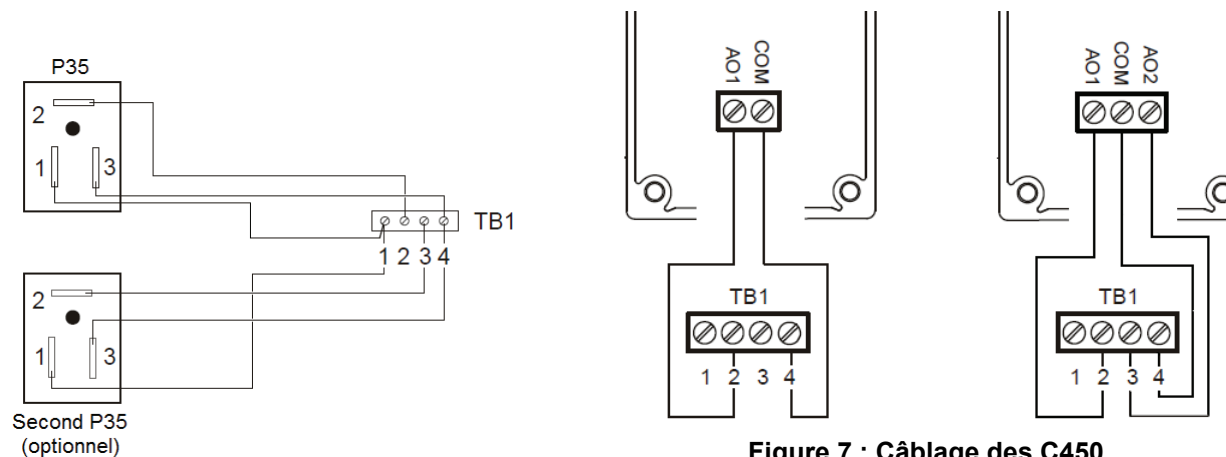 P35
2
1
3
TB1
1 2 3 4
2
1
3
Second P35
(optionnel)
AO1
COM
TB1
1 2 3 4
AO1
COM
AO2
TB1
1 2 3 4
Figure 7 : Câblage des C450